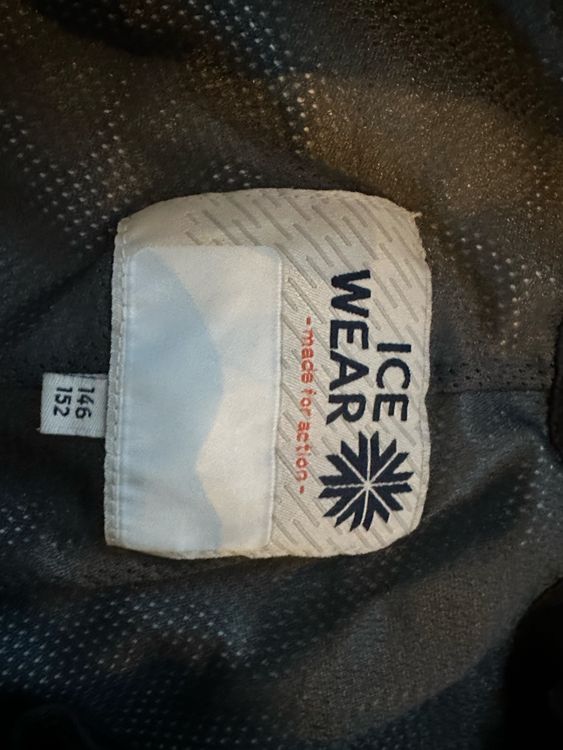 ICE
WEAR
-made for action-
146
152